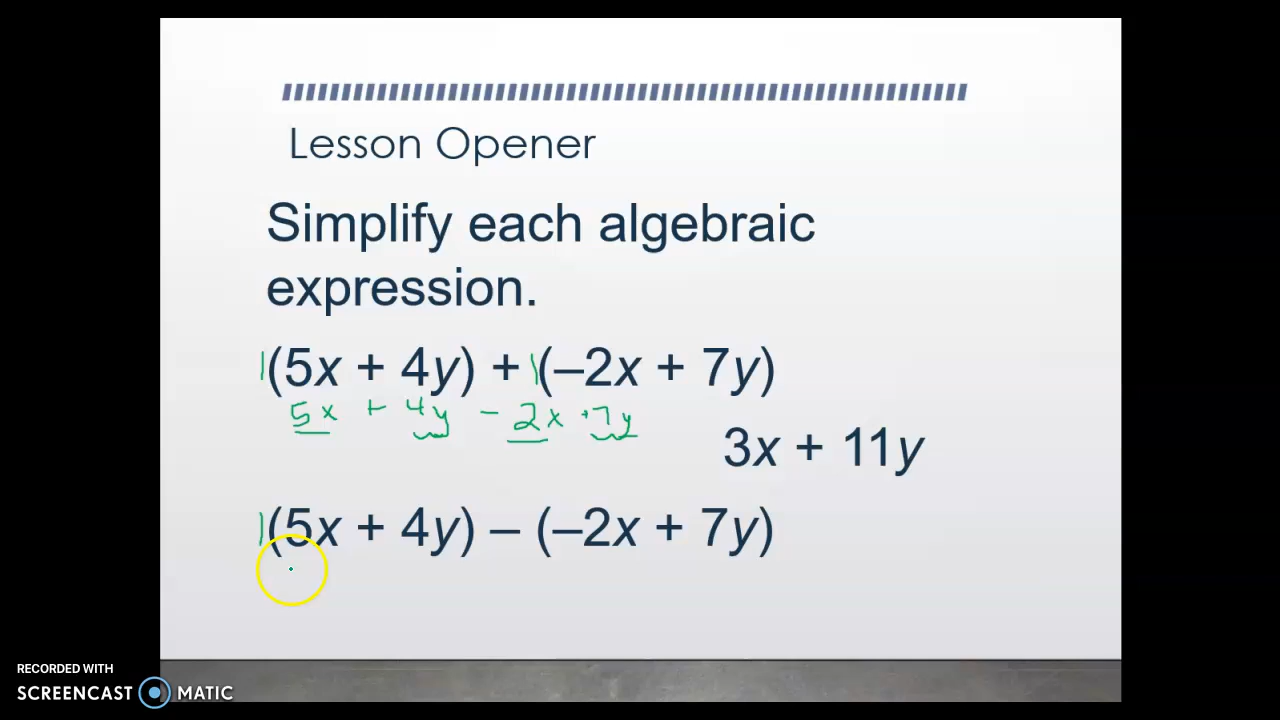 Lesson Opener
Simplify each algebraic
expression.
1(5x + 4y) + 1(–2x + 7y)
5x + 4y - 2x + 7y
3x + 11y
1(5x + 4y) – (–2x + 7y)
RECORDED WITH
SCREENCAST MATIC